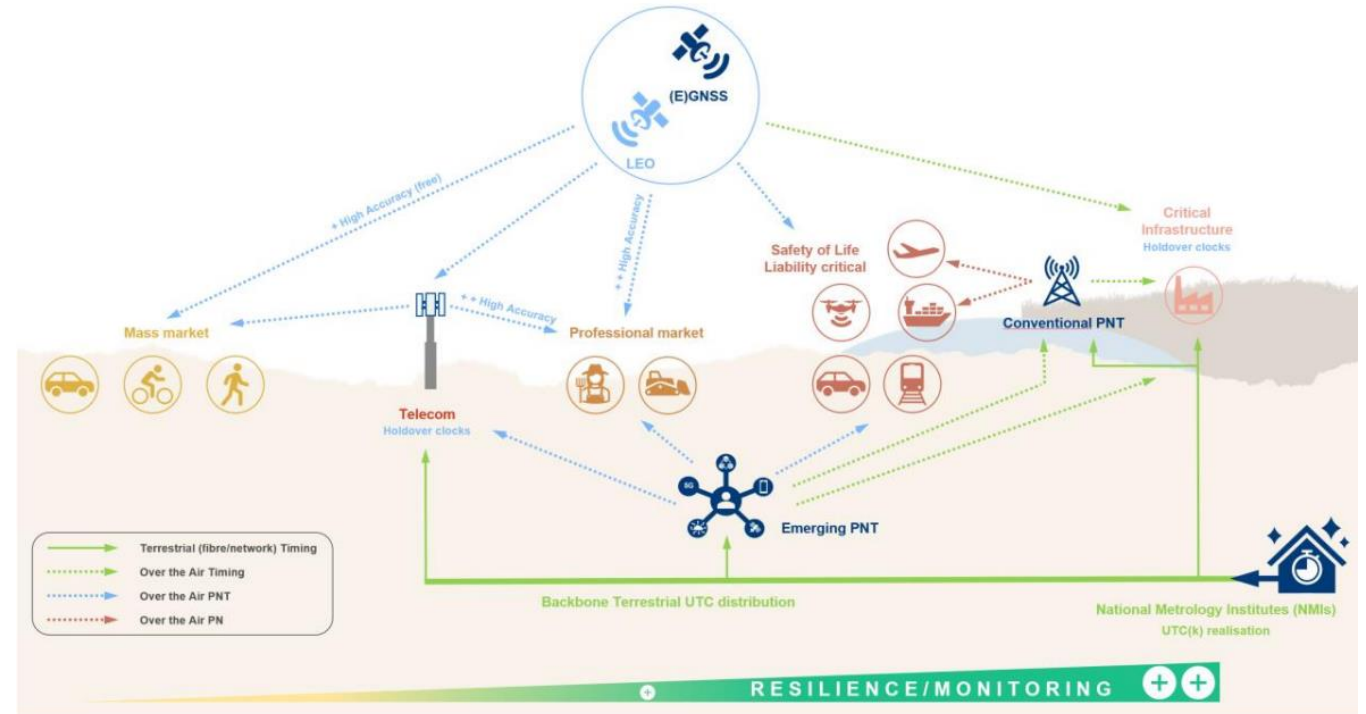 (E)GNSS
LEO
+ High Accuracy (free)
+ + High Accuracy
+ + High Accuracy
Critical
Infrastructure
Holdover clocks
Safety of Life
Liability critical
Mass market
Professional market
Conventional PNT
Telecom
Holdover clocks
5G
Emerging PNT
Terrestrial (fibre/network) Timing
Over the Air Timing
Over the Air PNT
Over the Air PN
Backbone Terrestrial UTC distribution
National Metrology Institutes (NMIs)
UTC(k) realisation
+ RESILIENCE/MONITORING + +